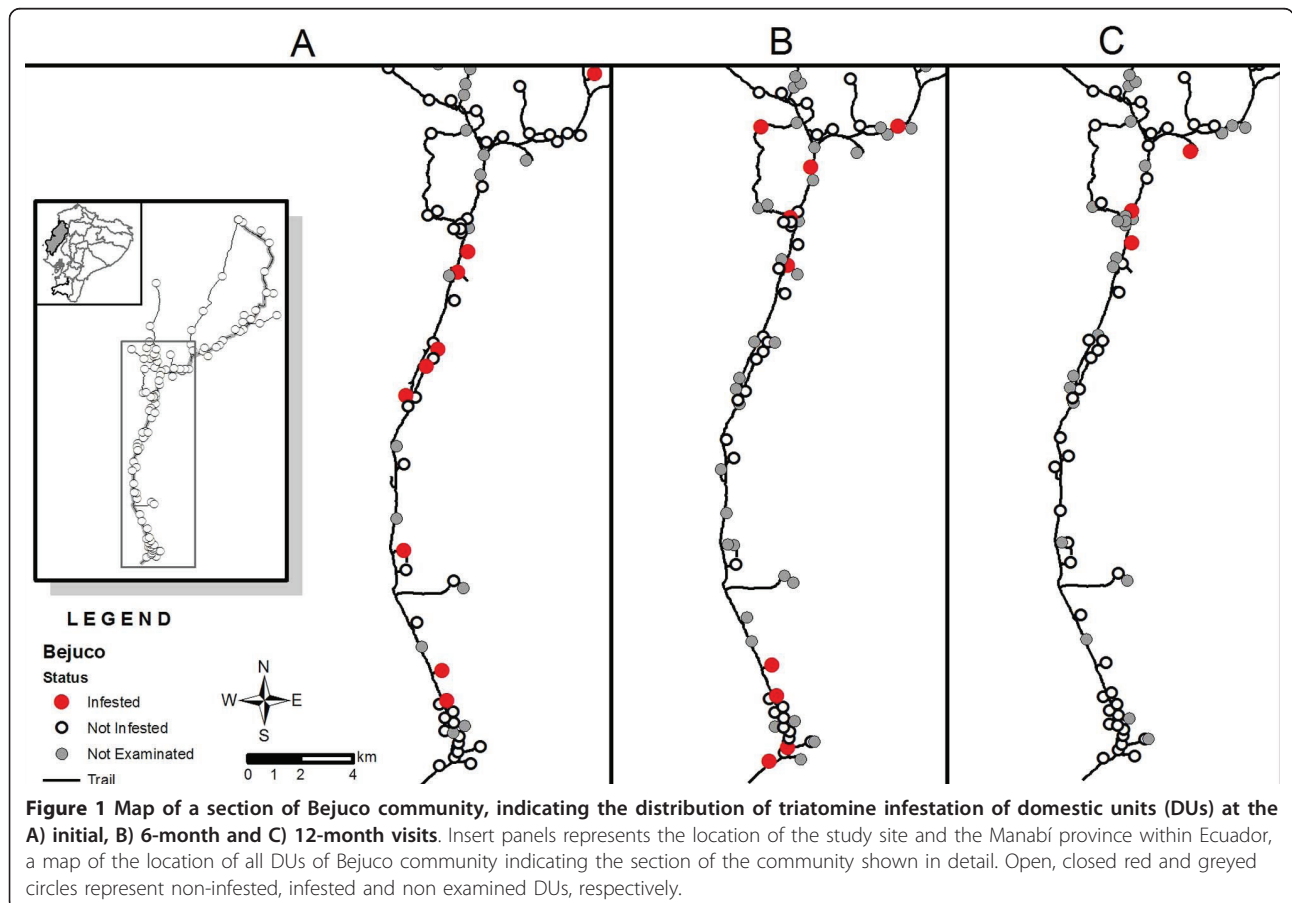 A
B
C
LEGEND
Bejuco
Status
Infested
Not Infested
Not Examinated
Trail
N
W E
S
km
0 1 2 4
Figure 1 Map of a section of Bejuco community, indicating the distribution of triatomine infestation of domestic units (DUs) at the
A) initial, B) 6-month and C) 12-month visits. Insert panels represents the location of the study site and the Manabí province within Ecuador,
a map of the location of all DUs of Bejuco community indicating the section of the community shown in detail. Open, closed red and greyed
circles represent non-infested, infested and non examined DUs, respectively.